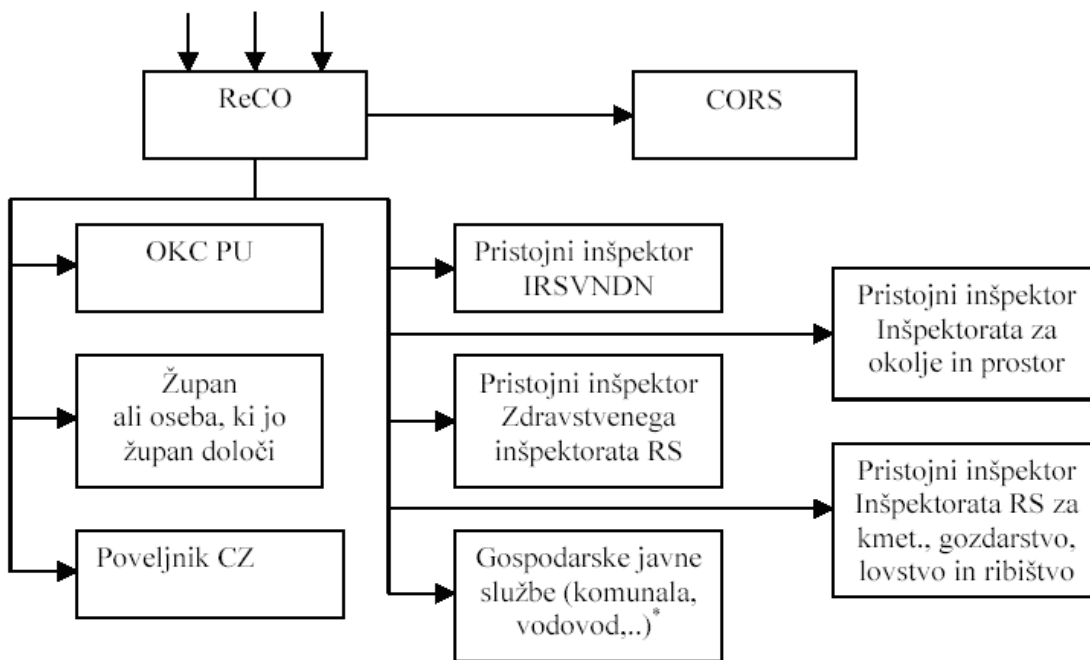 ReCO
CORS
OKC PU
Pristojni inšpektor
IRSVNDN
Pristojni inšpektor
Inšpektorata za
okolje in prostor
Župan
ali oseba, ki jo
župan določi
Pristojni inšpektor
Zdravstvenega
inšpektorata RS
Pristojni inšpektor
Inšpektorata RS za
kmet., gozdarstvo,
lovstvo in ribištvo
Poveljnik CZ
Gospodarske javne
službe (komunala,
vodovod,..)*